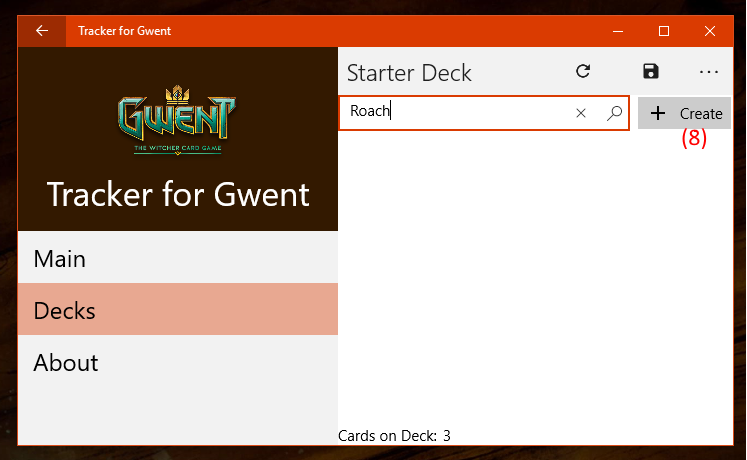 Tracker for Gwent
GWENT
THE WITCHER CARD GAME
Tracker for Gwent
Main
Decks
About
Starter Deck
Roach
Create
(8)
Cards on Deck: 3